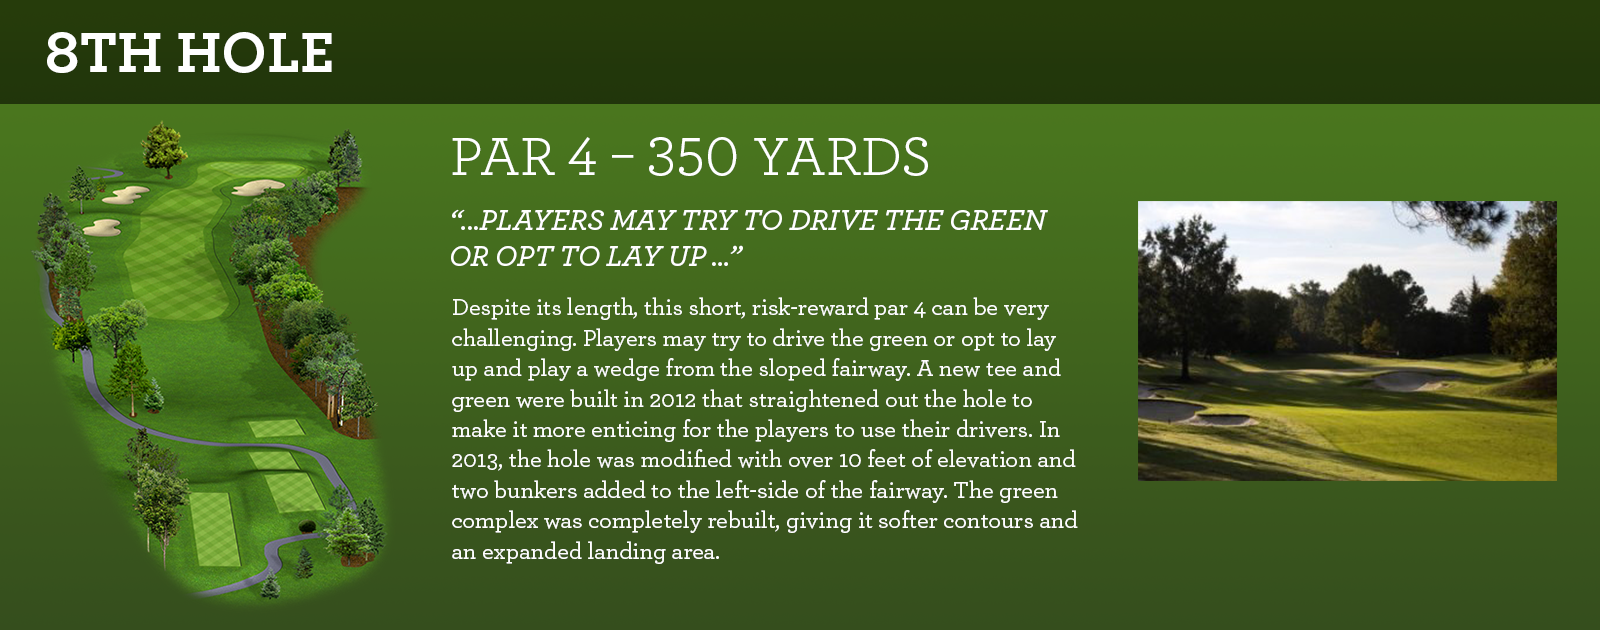 8TH HOLE
PAR 4 – 350 YARDS
“...PLAYERS MAY TRY TO DRIVE THE GREEN
OR OPT TO LAY UP ...”
Despite its length, this short, risk-reward par 4 can be very
challenging. Players may try to drive the green or opt to lay
up and play a wedge from the sloped fairway. A new tee and
green were built in 2012 that straightened out the hole to
make it more enticing for the players to use their drivers. In
2013, the hole was modified with over 10 feet of elevation and
two bunkers added to the left-side of the fairway. The green
complex was completely rebuilt, giving it softer contours and
an expanded landing area.